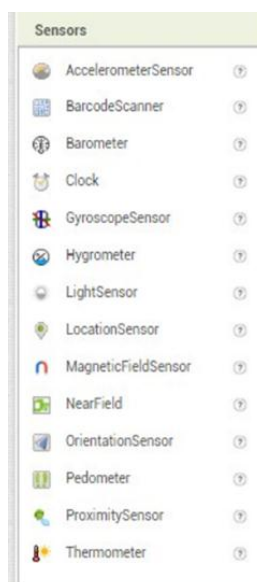 Sensors
AccelerometerSensor
BarcodeScanner
Barometer
Clock
GyroscopeSensor
Hygrometer
LightSensor
LocationSensor
MagneticFieldSensor
NearField
OrientationSensor
Pedometer
ProximitySensor
Thermometer